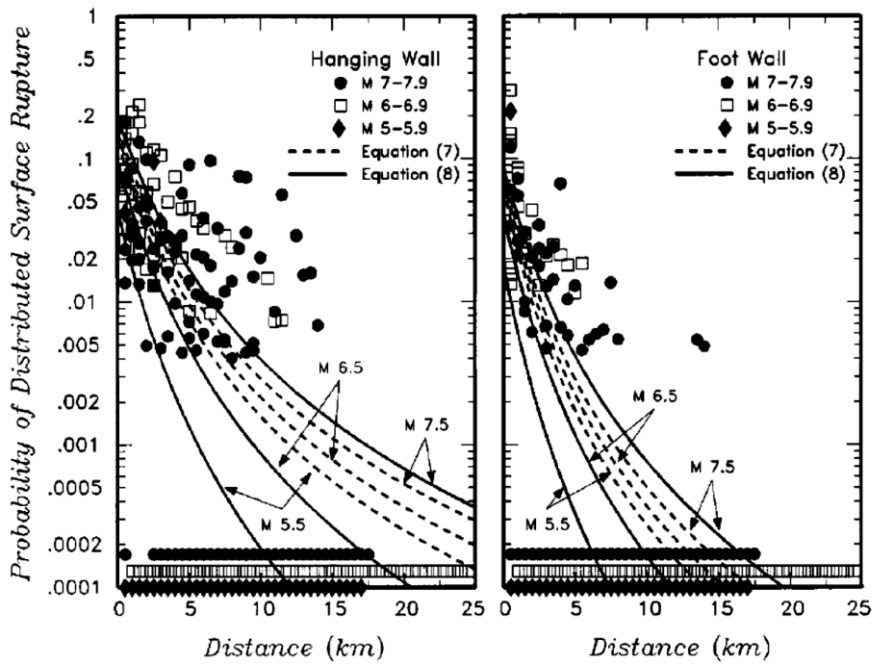 Probability of Distributed Surface Rupture
1
.5
.2
.1
.05
.02
.01
.005
.002
.001
.0005
.0002
.0001
Hanging Wall
M 7-7.9
M 6-6.9
M 5-5.9
Equation (7)
Equation (8)
M 6.5
M 7.5
M 5.5
0 5 10 15 20 25
Distance (km)
Foot Wall
M 7-7.9
M 6-6.9
M 5-5.9
Equation (7)
Equation (8)
M 6.5
M 7.5
M 5.5
0 5 10 15 20 25
Distance (km)